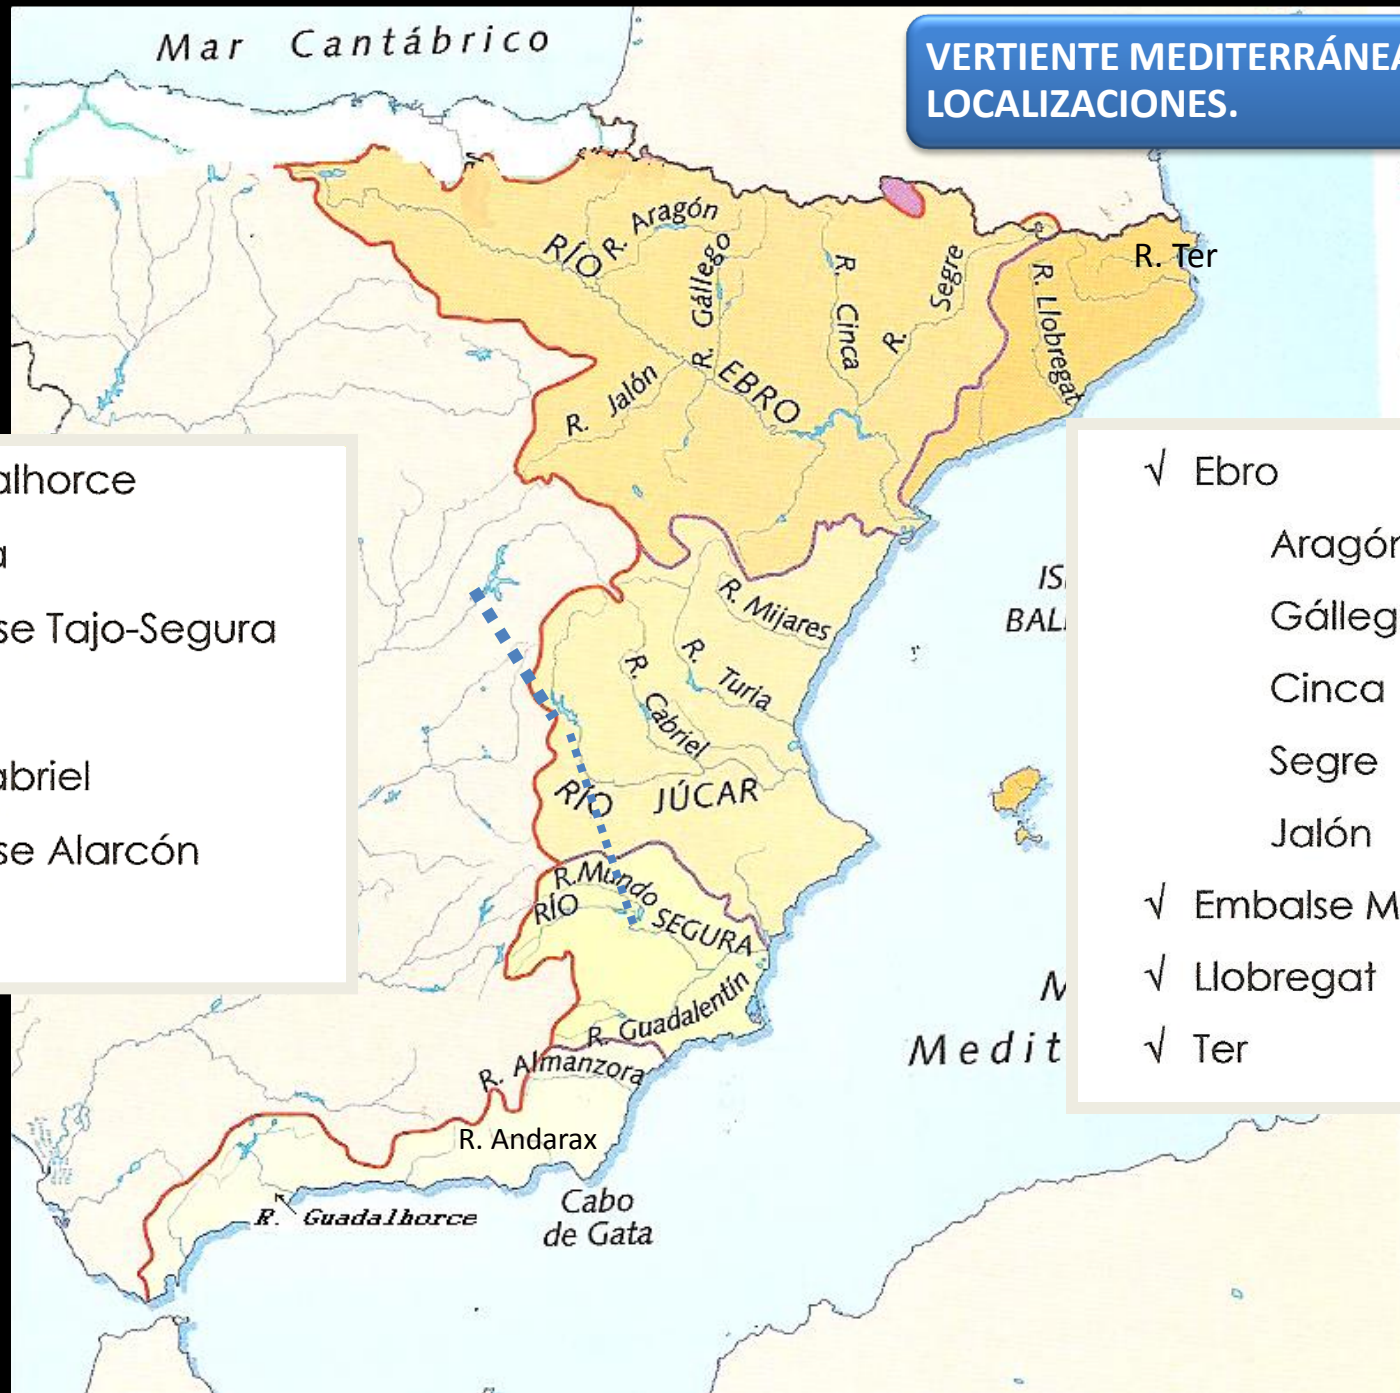 Mar Cantábrico
VERTIENTE MEDITERRÁNEA
LOCALIZACIONES.
R. Aragón
RÍO
R. Gállego
R. Cinca
R. Segre
R. Llobregat
R. Ter
R. Jalón
EBRO
alhorce
a
se Tajo-Segura
abriel
se Alarcón
√ Ebro
Aragón
Gálleg
Cinca
Segre
Jalón
√ Embalse M
√ Llobregat
√ Ter
IS
BAL
R. Mijares
R. Turia
R. Cabriel
RÍO JÚCAR
R. Mundo
RÍO
SEGURA
R. Guadalentín
R. Almanzora
R. Andarax
M
Medit
R. Guadalhorce
Cabo
de Gata